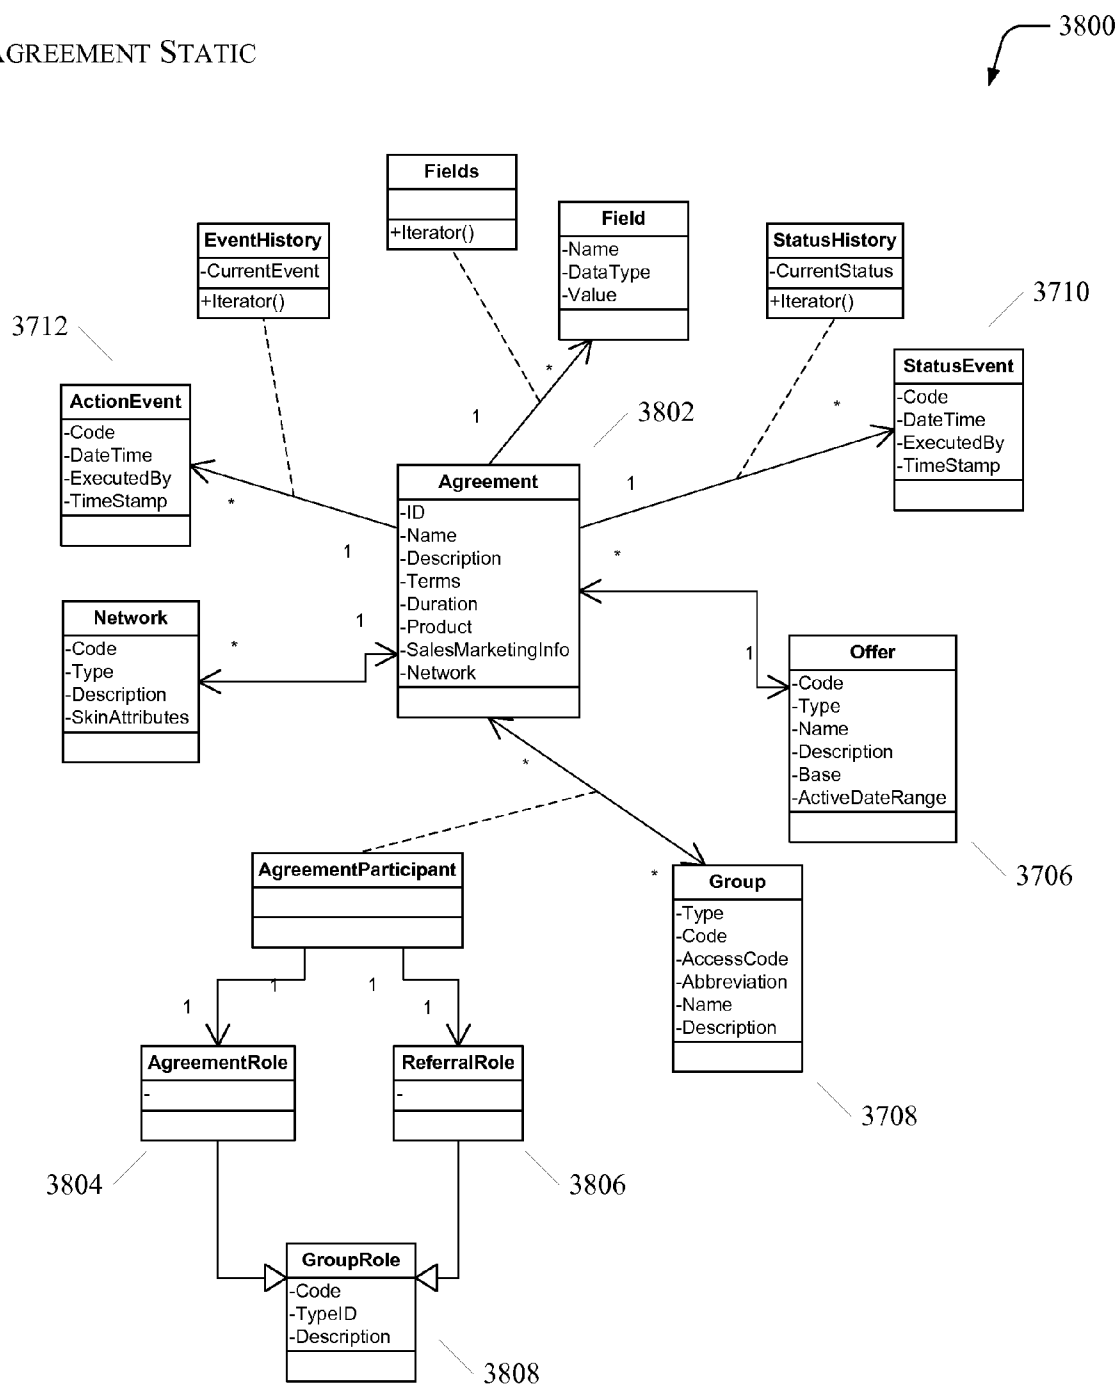 AGREEMENT STATIC
3800
Fields
+Iterator()
Field
-Name
-DataType
-Value
EventHistory
-CurrentEvent
+Iterator()
StatusHistory
-CurrentStatus
+Iterator()
3710
3712
StatusEvent
-Code
-DateTime
-ExecutedBy
-TimeStamp
ActionEvent
-Code
-DateTime
-ExecutedBy
-TimeStamp
*
1
3802
*
1
*
1
Agreement
-ID
-Name
-Description
-Terms
-Duration
-Product
-SalesMarketingInfo
-Network
*
1
Network
-Code
-Type
-Description
-SkinAttributes
*
1
Offer
-Code
-Type
-Name
-Description
-Base
-ActiveDateRange
3706
*
*
AgreementParticipant
Group
-Type
-Code
-AccessCode
-Abbreviation
-Name
-Description
3708
1
1
1
1
AgreementRole
-
3804
ReferralRole
-
3806
GroupRole
-Code
-TypeID
-Description
3808